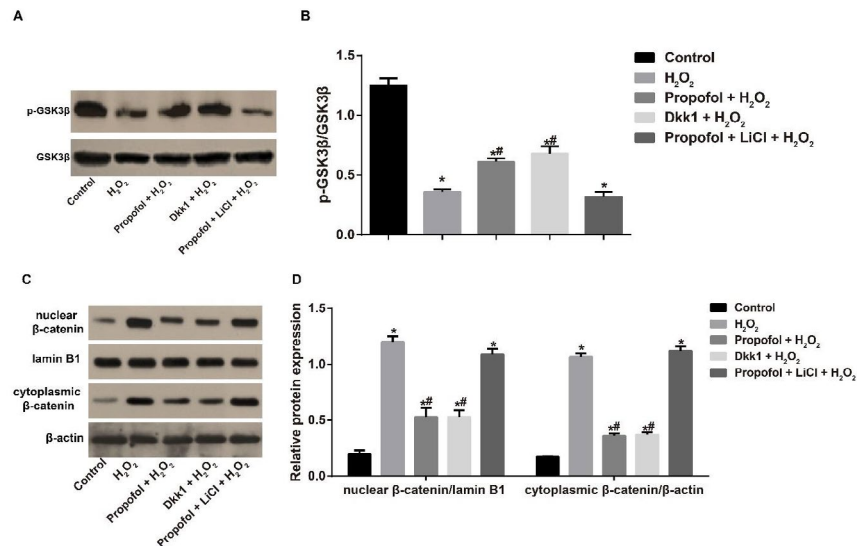 A
p-GSK3β
GSK3β
Control
H₂O₂
Propofol + H₂O₂
Dkk1 + H₂O₂
Propofol + LiCl + H₂O₂
B
p-GSK3β/GSK3β
1.5
1.0
0.5
0.0
*
*#
*#
*
Control
H₂O₂
Propofol + H₂O₂
Dkk1 + H₂O₂
Propofol + LiCl + H₂O₂
C
nuclear
β-catenin
lamin B1
cytoplasmic
β-catenin
β-actin
Control
H₂O₂
Propofol + H₂O₂
Dkk1 + H₂O₂
Propofol + LiCl + H₂O₂
D
Relative protein expression
1.5
1.0
0.5
0.0
*
*#
*#
*
*
*#
*#
*
nuclear β-catenin/lamin B1
cytoplasmic β-catenin/β-actin
Control
H₂O₂
Propofol + H₂O₂
Dkk1 + H₂O₂
Propofol + LiCl + H₂O₂